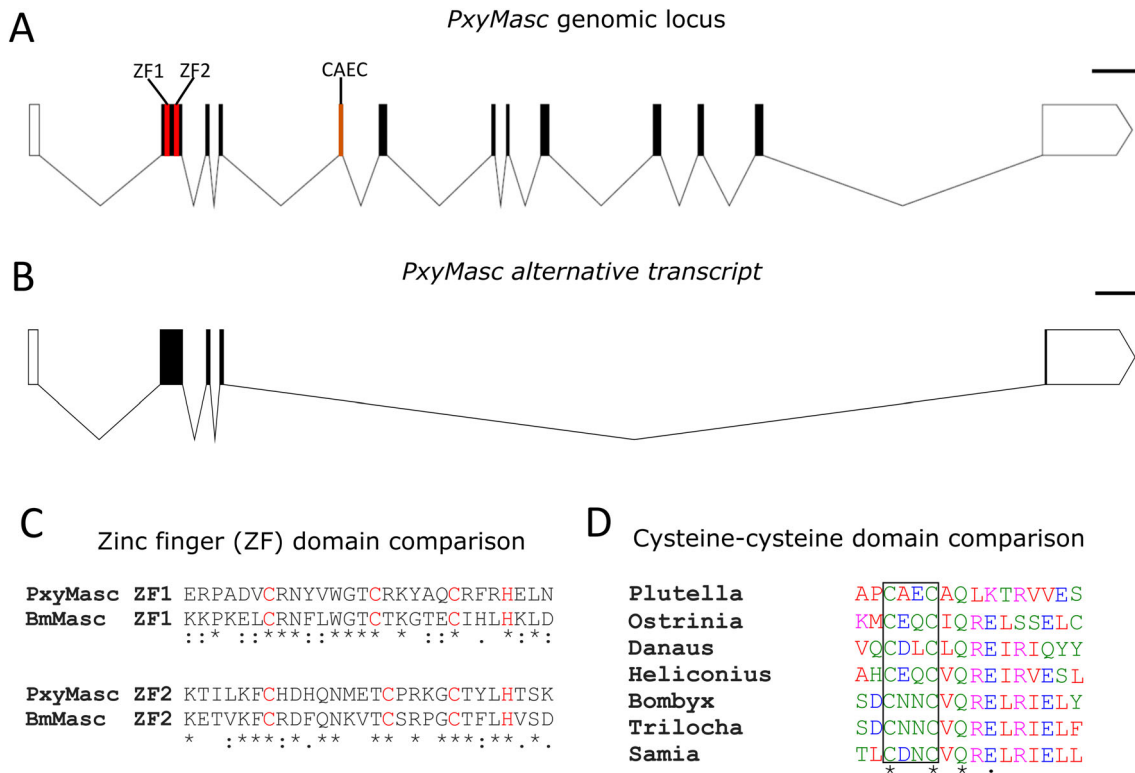 A
PxyMasc genomic locus
ZF1 ZF2 CAEC
B
PxyMasc alternative transcript
C
Zinc finger (ZF) domain comparison
PxyMasc ZF1 ERPADVCRNYVWGTCRKYAQCRFRHELN
BmMasc ZF1 KKPKELCRNFLWGTCTKGTECIHLHKLD
::* ::***:.**** * :* : .*:*:
PxyMasc ZF2 KTILKFCHDHQNMETCPRKGCTYLHTSK
BmMasc ZF2 KETVKFCRDFQNKVTCSRPGCTFLHVSD
* :***:*.** **.* ***:**.*.
D
Cysteine-cysteine domain comparison
Plutella APCAECAQLKTRVVES
Ostrinia KMCEQCIQRELSSELC
Danaus VQCDLCLQREIRIQYY
Heliconius AHCEQCVQREIRVESL
Bombyx SDCNNCVQRELRIELY
Trilocha SDCNNCVQRELRIELF
Samia TLCDNCVQRELRIELL
* * * :